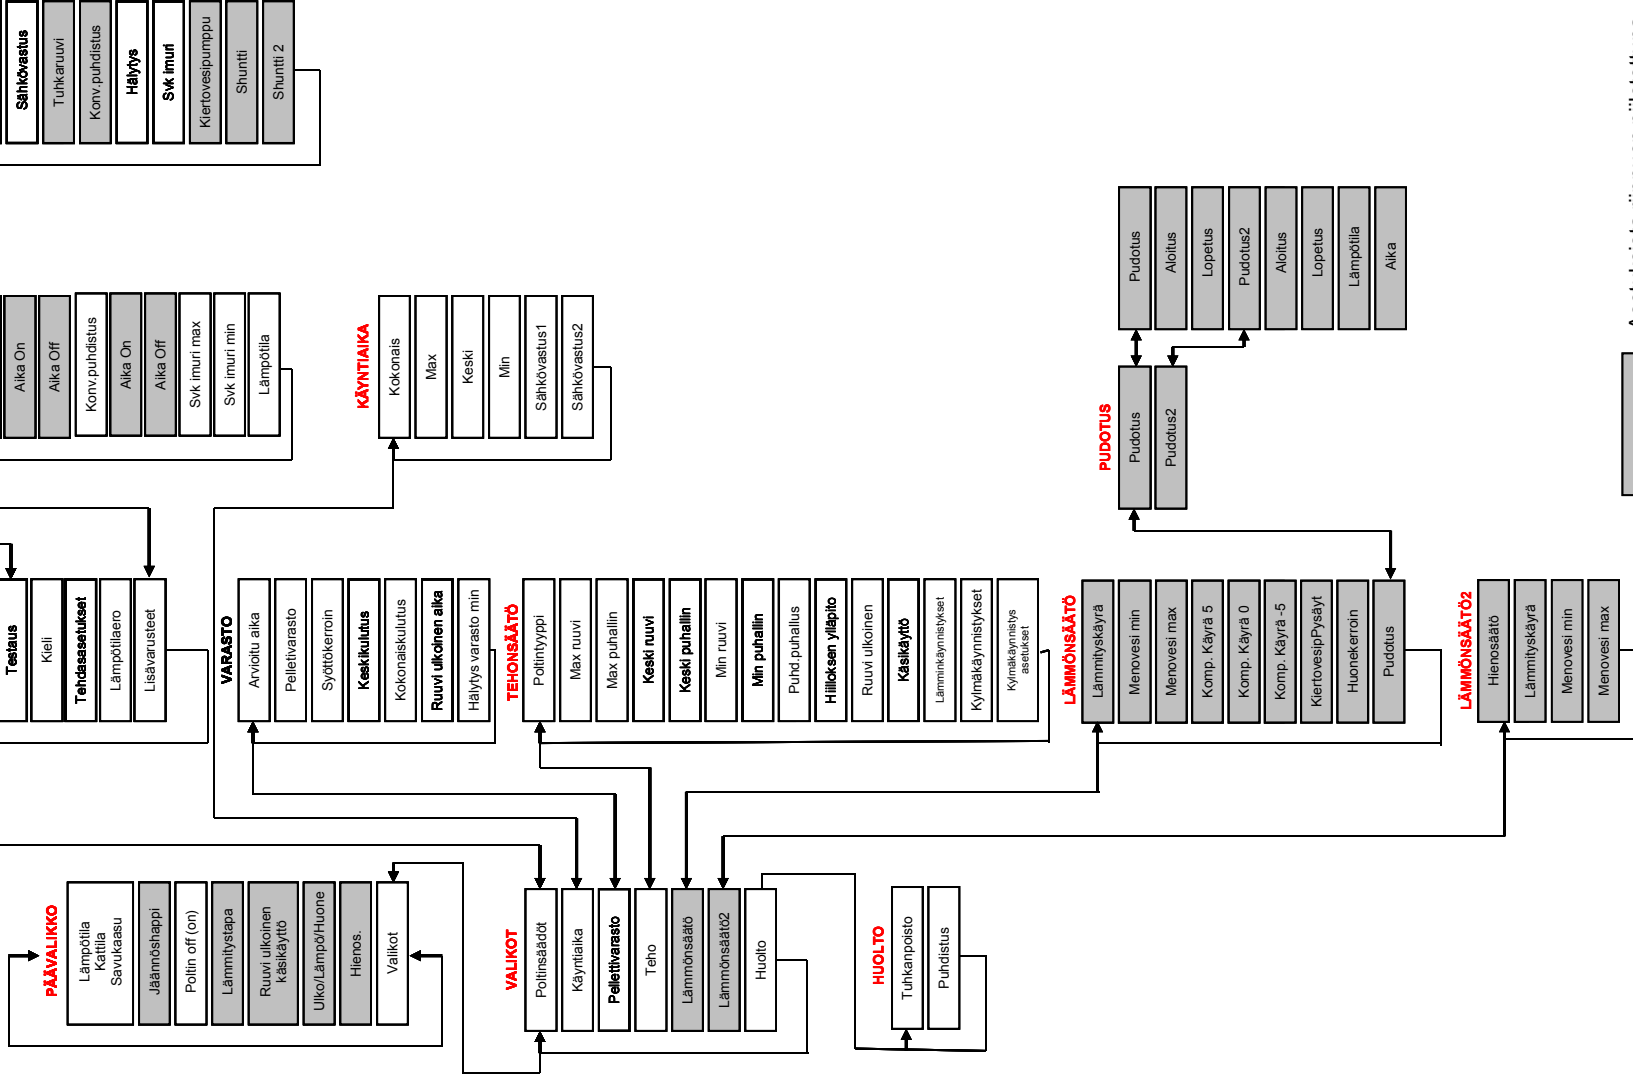 Sähkövastus
Tuhkaruuvi
Konv.puhdistus
Hälytys
Svk imuri
Kiertovesipumppu
Shuntti
Shuntti 2
Aika On
Aika Off
Konv.puhdistus
Aika On
Aika Off
Svk imuri max
Svk imuri min
Lämpötila
KÄYNTIAIKA
Kokonais
Max
Keski
Min
Sähkövastus1
Sähkövastus2
Pudotus
Aloitus
Lopetus
Pudotus2
Aloitus
Lopetus
Lämpötila
Aika
PUDOTUS
Pudotus
Pudotus2
Testaus
Kieli
Tehdasasetukset
Lämpötilaero
Lisävarusteet
VARASTO
Arvioitu aika
Pelletivarasto
Syöttökerroin
Keskikulutus
Kokonaiskulutus
Ruuvi ulkoinen aika
Hälytys varasto min
TEHONSÄÄTÖ
Poltintyyppi
Max ruuvi
Max puhallin
Keski ruuvi
Keski puhallin
Min ruuvi
Min puhallin
Puhd.puhallus
Hiilloksen ylläpito
Ruuvi ulkoinen
Käsikäyttö
Lämminkäynnistykset
Kylmäkäynnistykset
Kylmäkäynnistys
asetukset
LÄMMÖNSÄÄTÖ
Lämmityskäyrä
Menovesi min
Menovesi max
Komp. Käyrä 5
Komp. Käyrä 0
Komp. Käyrä -5
KiertovesipPysäyt
Huonekerroin
Pudotus
LÄMMÖNSÄÄTÖ2
Hienosäätö
Lämmityskäyrä
Menovesi min
Menovesi max
PÄÄVALIKKO
Lämpötila
Kattila
Savukaasu
Jäännöshappi
Poltin off (on)
Lämmitystapa
Ruuvi ulkoinen
käsikäyttö
Ulko/Lämpö/Huone
Hienos.
Valikot
VALIKOT
Poltinsäädöt
Käyntiaika
Pellettivarasto
Teho
Lämmönsäätö
Lämmönsäätö2
Huolto
HUOLTO
Tuhkanpoisto
Puhdistus